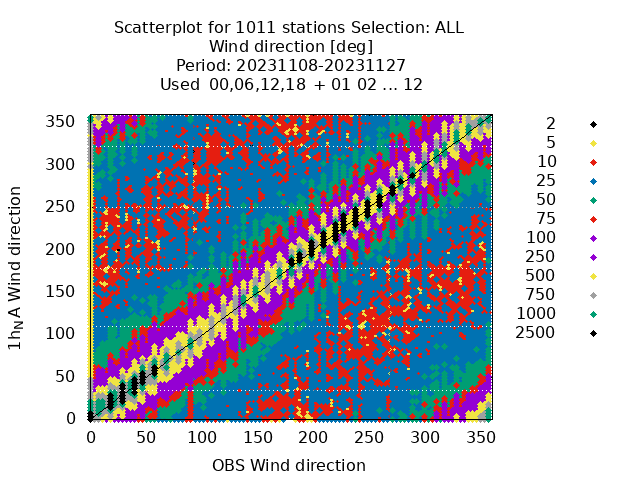 Scatterplot for 1011 stations Selection: ALL
Wind direction [deg]
Period: 20231108-20231127
Used 00,06,12,18 + 01 02 ... 12
350
300
250
200
150
100
50
0
1h_NA Wind direction
0 50 100 150 200 250 300 350
OBS Wind direction
2
5
10
25
50
75
100
250
500
750
1000
2500